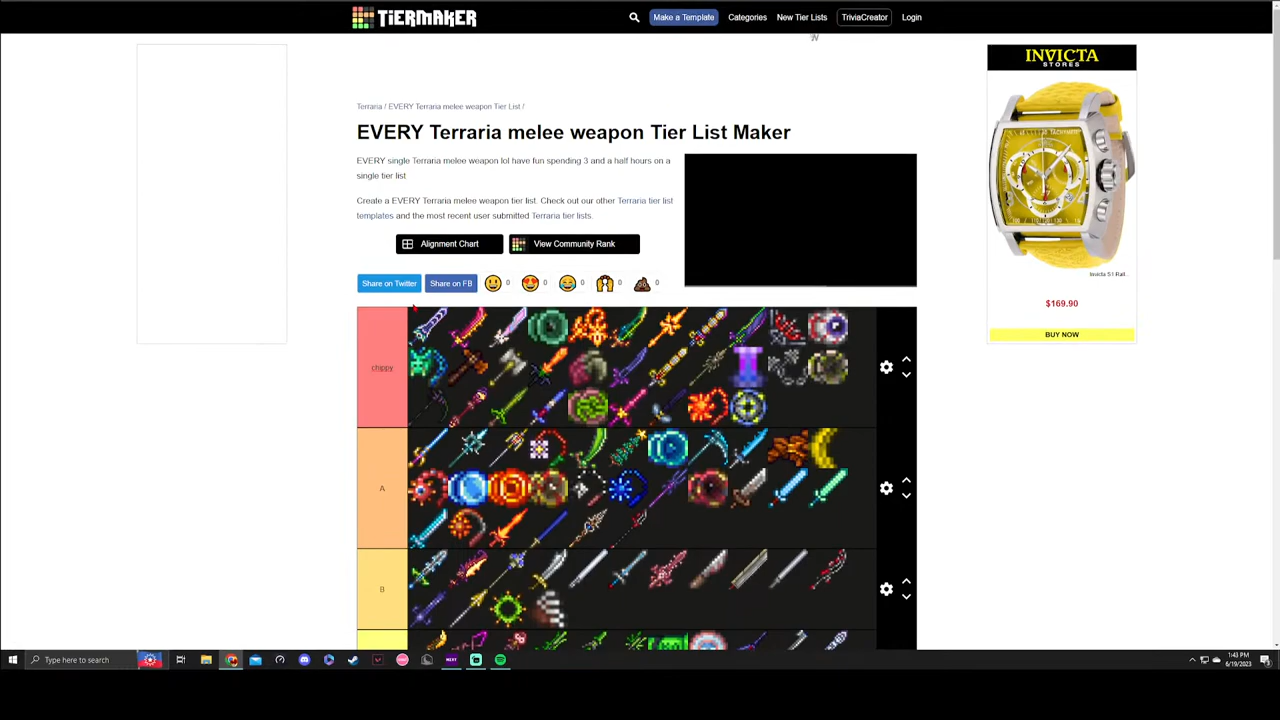 TiERMAKER
Make a Template
Categories
New Tier Lists
TriviaCreator
Login
INVICTA
STORES
Terraria / EVERY Terraria melee weapon Tier List /
EVERY Terraria melee weapon Tier List Maker
EVERY single Terraria melee weapon lol have fun spending 3 and a half hours on a
single tier list
Create a EVERY Terraria melee weapon tier list. Check out our other Terraria tier list
templates and the most recent user submitted Terraria tier lists.
Alignment Chart
View Community Rank
Share on Twitter
Share on FB
0
0
0
0
0
Invicta S1 Rall...
$169.90
BUY NOW
chippy
A
B
Type here to search
1:43 PM
6/19/2023